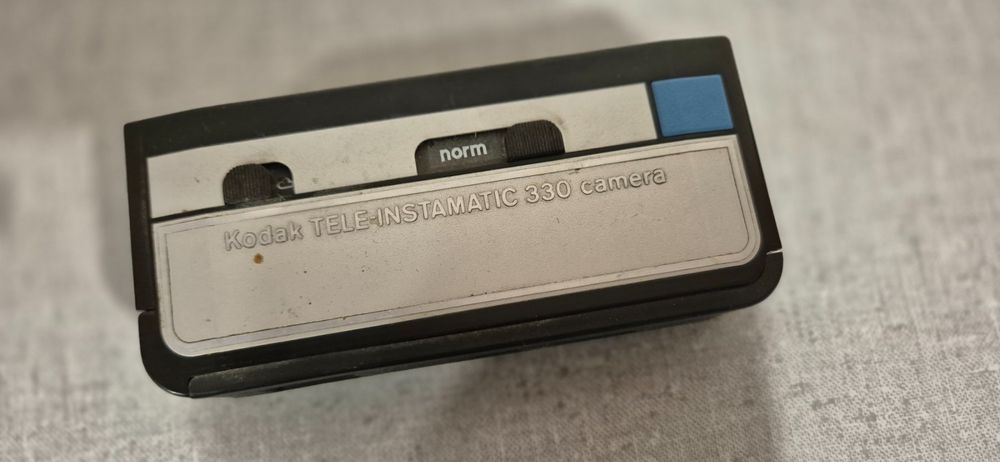 norm
Kodak TELE-INSTAMATIC 330 camera